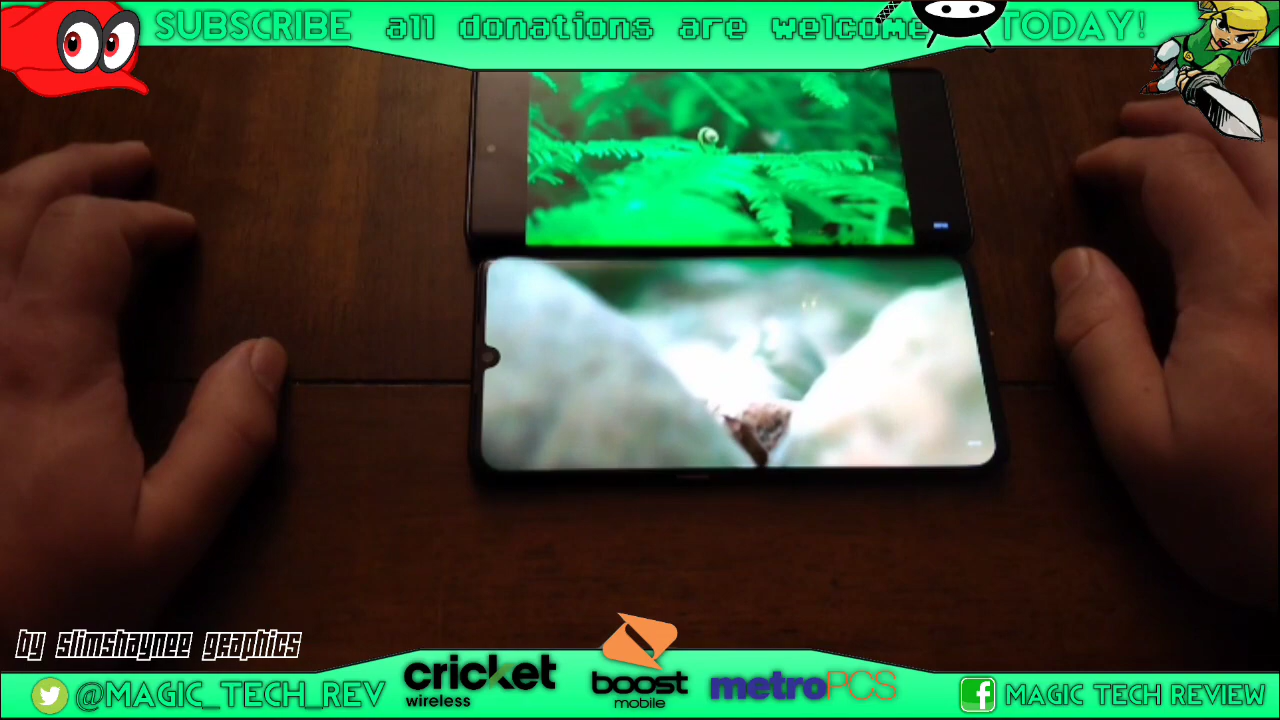 SUBSCRIBE all donations are welcome TODAY!
by slimshaynee graphics
@MAGIC_TECH_REV
cricket
wireless
boost
mobile
metroPCS
MAGIC TECH REVIEW